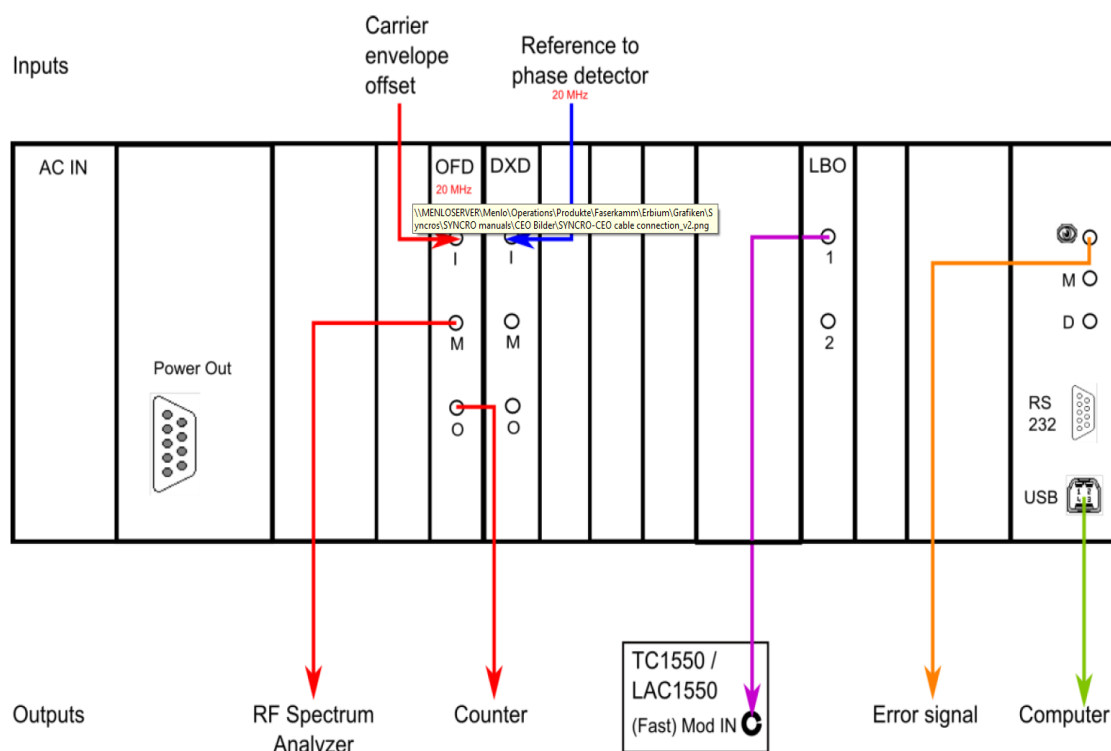 Inputs
Carrier
envelope
offset
Reference to
phase detector
20 MHz
AC IN
OFD
20 MHz
DXD
LBO
\\MENLOSERVER\Menlo\Operations\Produkte\Faserkamm\Erbium\Grafiken\S
yncros\SYNCRO manuals\CEO Bilder\SYNCRO-CEO cable connection_v2.png
I
I
1
M
M
M
2
D
Power Out
O
O
RS
232
USB
1 2
Outputs
RF Spectrum
Analyzer
Counter
TC1550 /
LAC1550
(Fast) Mod IN
Error signal
Computer